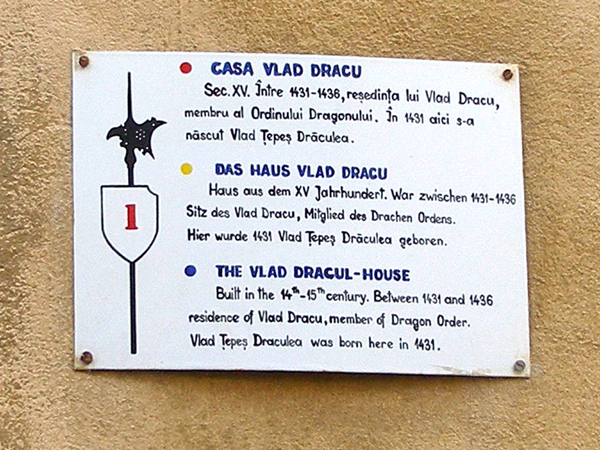 CASA VLAD DRACU
Sec. XV. Între 1431-1436, reședința lui Vlad Dracu,
membru al Ordinului Dragonului. În 1431 aici s-a
născut Vlad Țepeș Drăculea.
DAS HAUS VLAD DRACU
Haus aus dem XV Jahrhundert. War zwischen 1431-1436
Sitz des Vlad Dracu, Mitglied des Drachen Ordens.
Hier wurde 1431 Vlad Țepeș Drăculea geboren.
1
THE VLAD DRACUL-HOUSE
Built in the 14th-15th century. Between 1431 and 1436
residence of Vlad Dracu, member of Dragon Order.
Vlad Țepeș Draculea was born here in 1431.